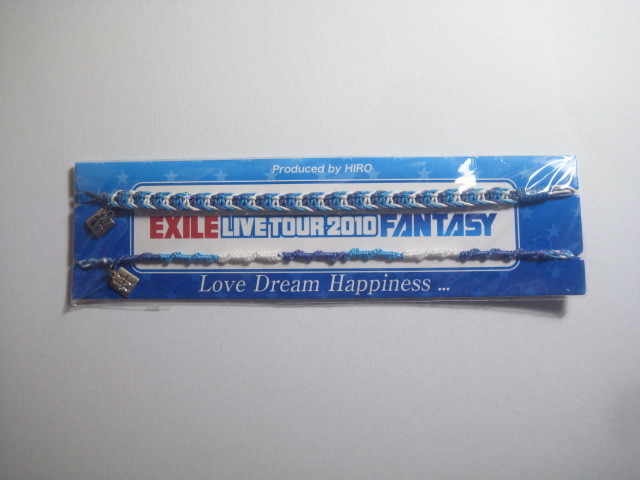 Produced by HIRO
EXILE LIVE TOUR 2010 FANTASY
Love Dream Happiness ...